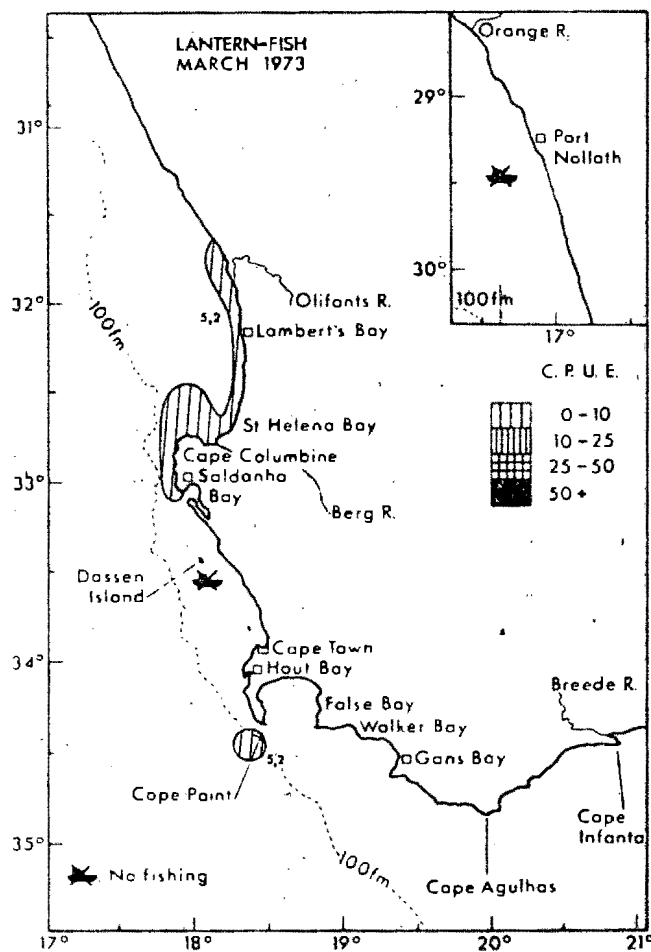 LANTERN-FISH
MARCH 1973
Orange R.
29°
Port
Nollath
30°
100fm
17°
31°
32°
33°
34°
35°
100fm
Olifants R.
5,2
Lambert's Bay
St Helena Bay
Cape Columbine
Saldanha
Bay
Berg R.
C. P. U. E.
0-10
10-25
25-50
50+
Dassen
Island
Cape Town
Hout Bay
False Bay
Walker Bay
Gans Bay
Breede R.
5,2
Cape Point
Cape
Infanta
No fishing
100fm
Cape Agulhas
17°
18°
19°
20°
21°